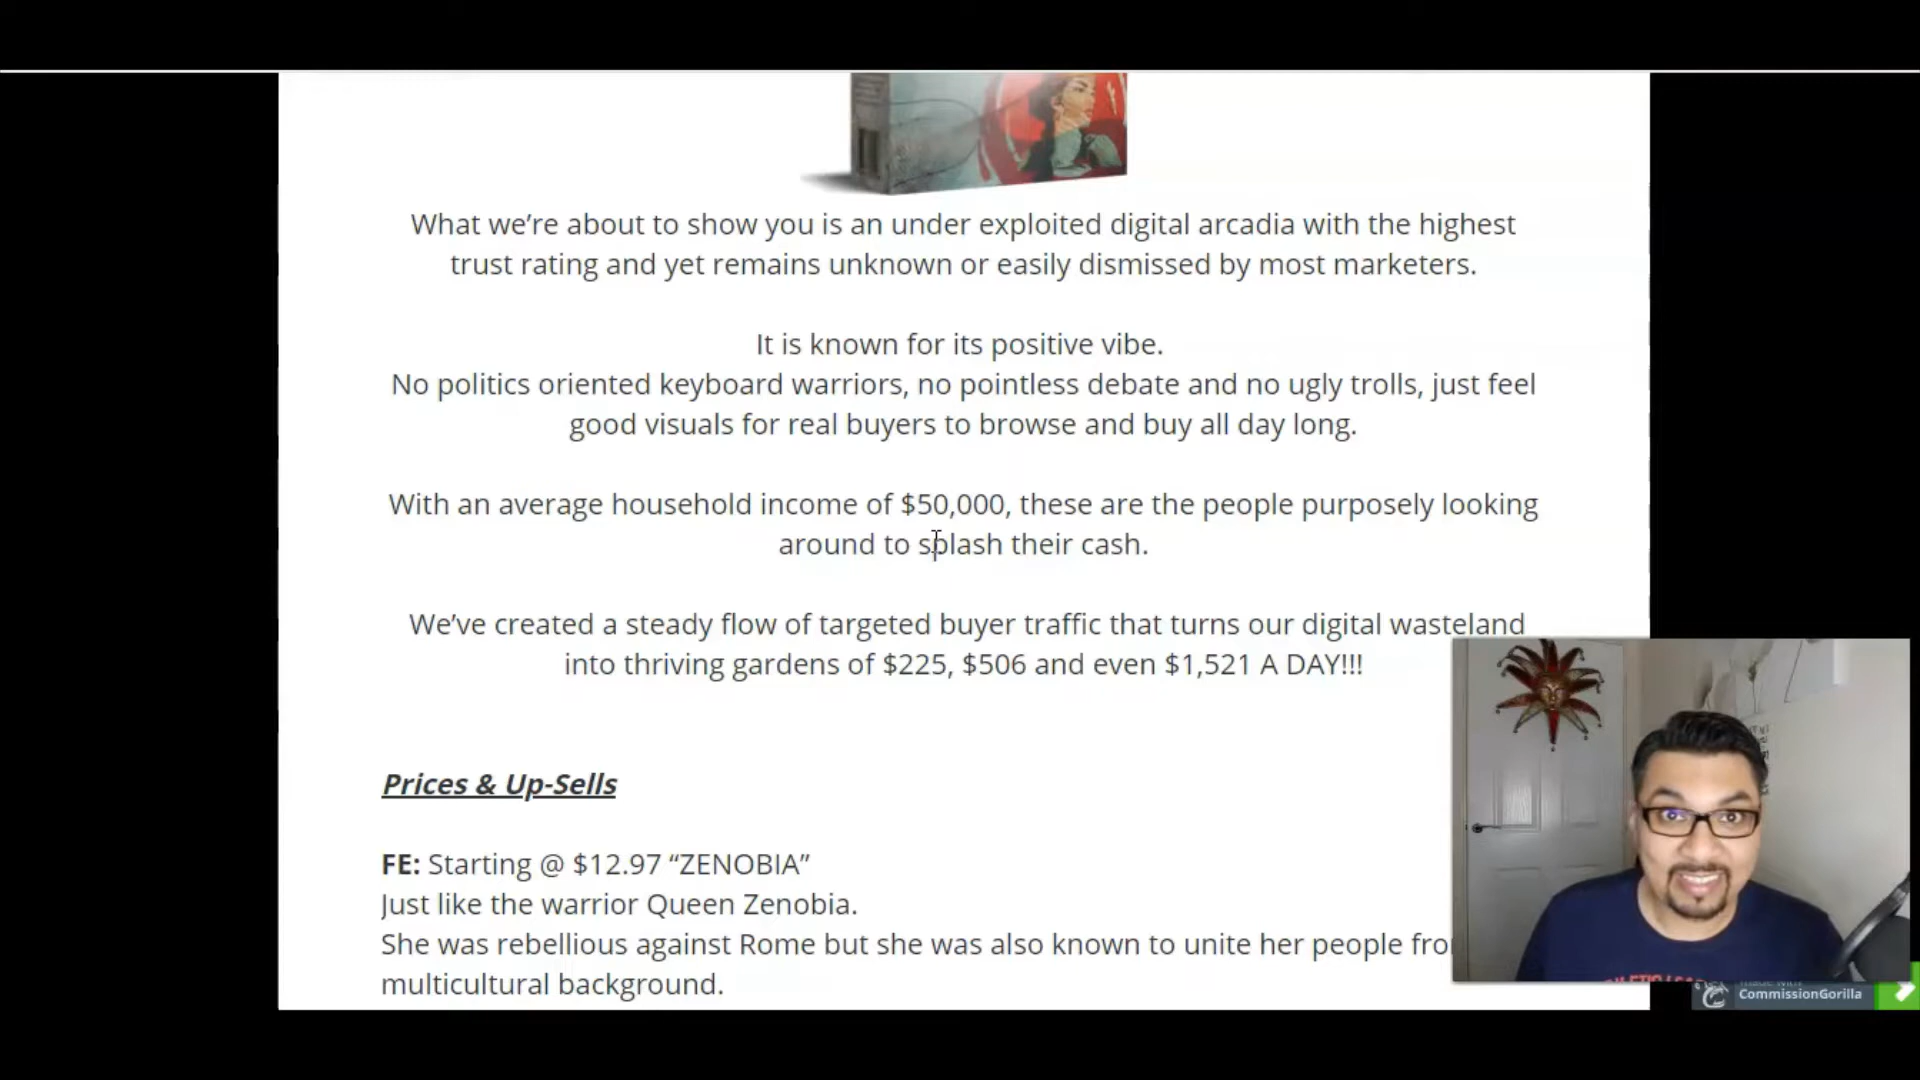 What we’re about to show you is an under exploited digital arcadia with the highest
trust rating and yet remains unknown or easily dismissed by most marketers.
It is known for its positive vibe.
No politics oriented keyboard warriors, no pointless debate and no ugly trolls, just feel
good visuals for real buyers to browse and buy all day long.
With an average household income of $50,000, these are the people purposely looking
around to splash their cash.
We’ve created a steady flow of targeted buyer traffic that turns our digital wasteland
into thriving gardens of $225, $506 and even $1,521 A DAY!!!
Prices & Up-Sells
FE: Starting @ $12.97 “ZENOBIA”
Just like the warrior Queen Zenobia.
She was rebellious against Rome but she was also known to unite her people fro
multicultural background.
CommissionGorilla